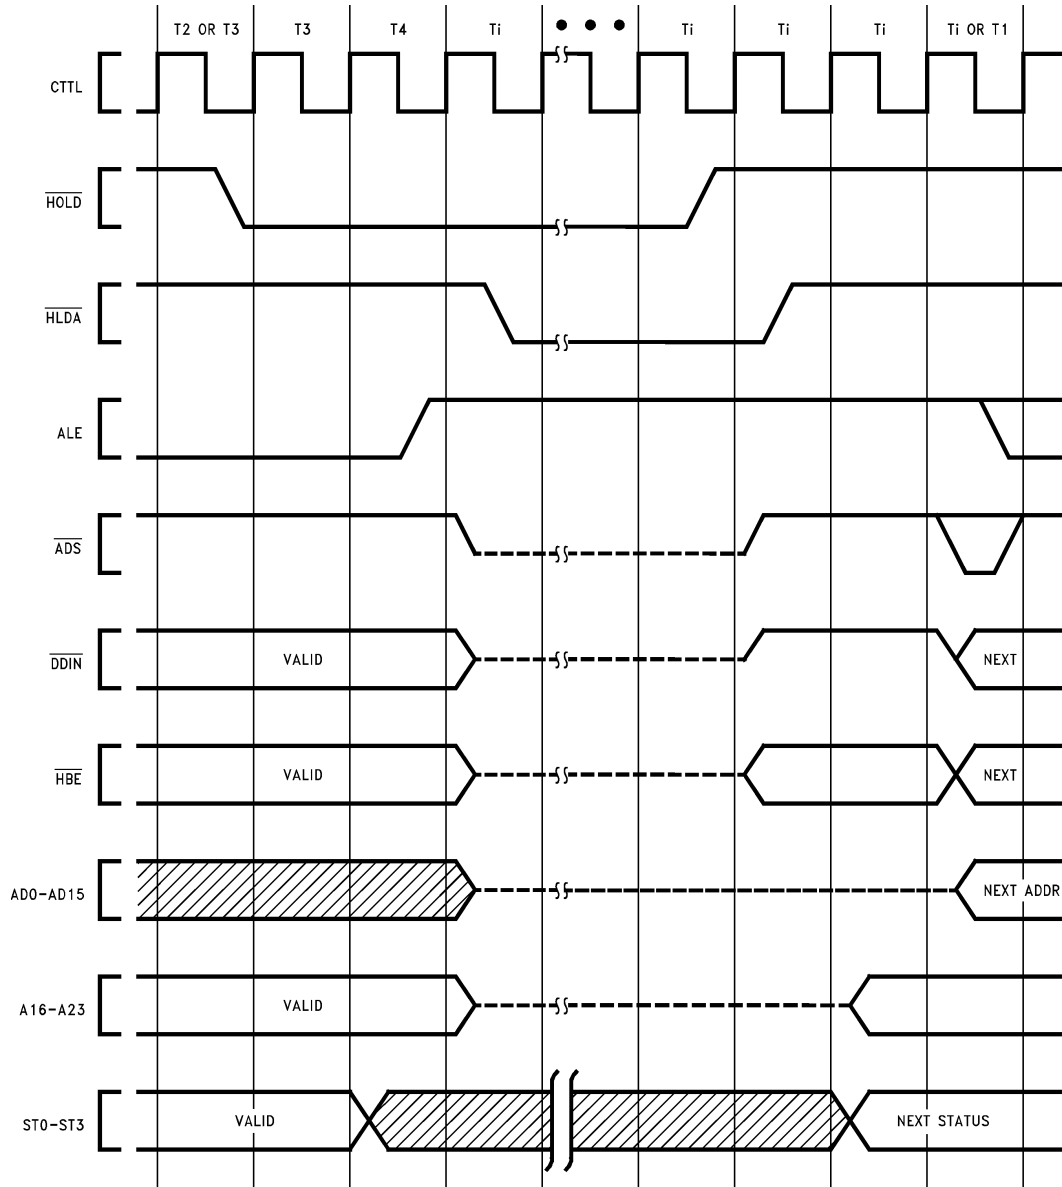 T2 OR T3 T3 T4 Ti • • • Ti Ti Ti Ti OR T1
CTTL
HOLD
HLDA
ALE
ADS
DDIN VALID NEXT
HBE VALID NEXT
AD0-AD15 NEXT ADDR
A16-A23 VALID
ST0-ST3 VALID NEXT STATUS